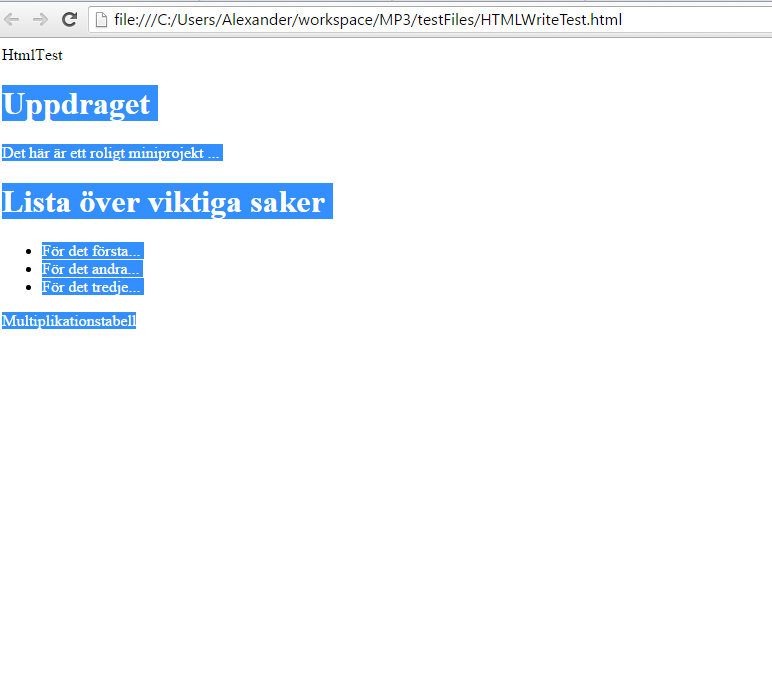 file:///C:/Users/Alexander/workspace/MP3/testFiles/HTMLWriteTest.html
HtmlTest
Uppdraget
Det här är ett roligt miniprojekt ...
Lista över viktiga saker
För det första...
För det andra...
För det tredje...
Multiplikationstabell